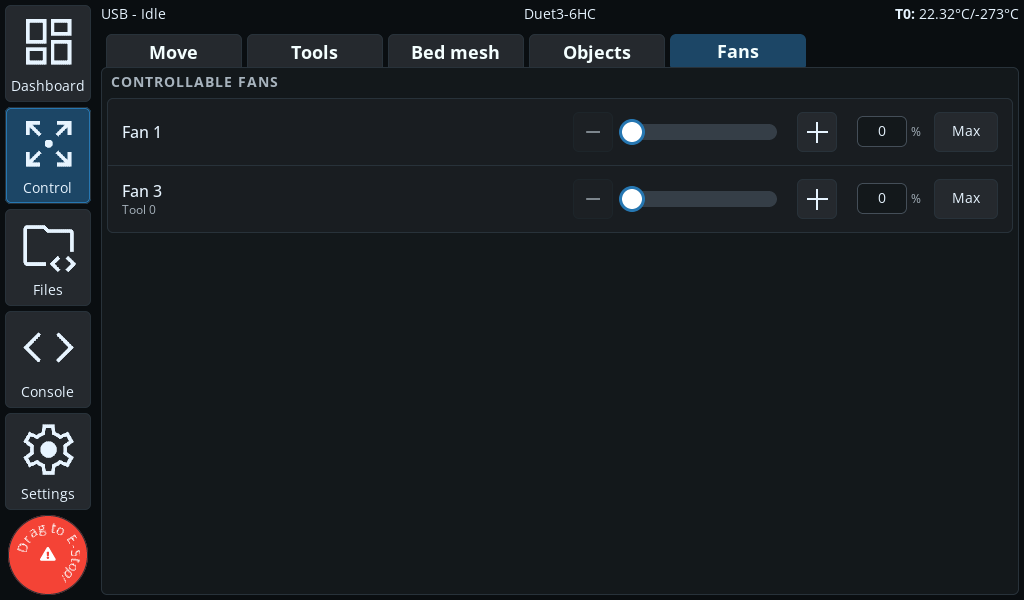 USB - Idle Duet3-6HC T0: 22.32°C/-273°C
Dashboard
Control
Files
Console
Settings
Drag to E-Stop!
Move Tools Bed mesh Objects Fans
CONTROLLABLE FANS
Fan 1 0 % Max
Fan 3 0 % Max
Tool 0